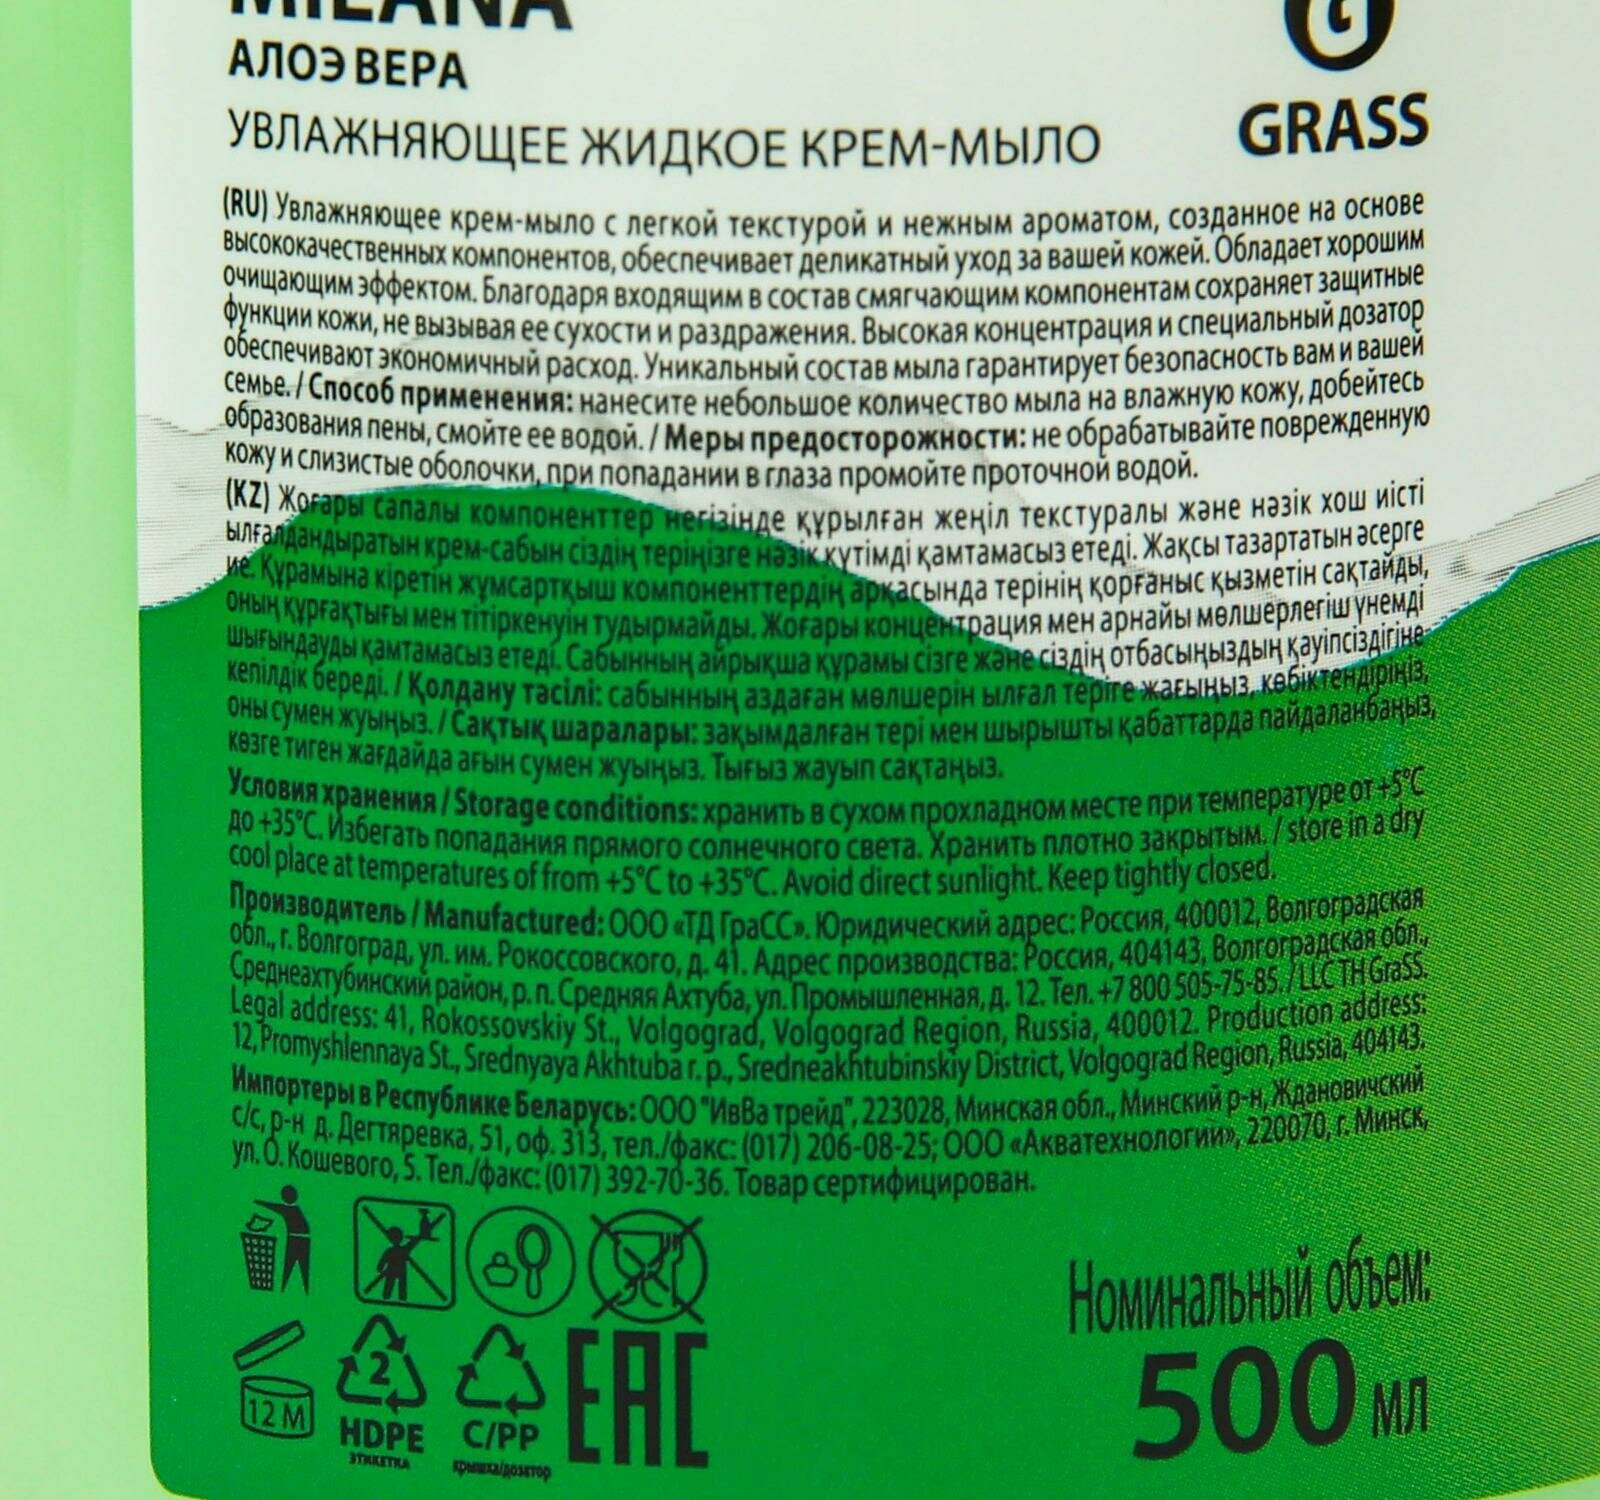 MILANA
АЛОЭ ВЕРА
УВЛАЖНЯЮЩЕЕ ЖИДКОЕ КРЕМ-МЫЛО
G
GRASS
(RU) Увлажняющее крем-мыло с легкой текстурой и нежным ароматом, созданное на основе
высококачественных компонентов, обеспечивает деликатный уход за вашей кожей. Обладает хорошим
очищающим эффектом. Благодаря входящим в состав смягчающим компонентам сохраняет защитные
функции кожи, не вызывая ее сухости и раздражения. Высокая концентрация и специальный дозатор
обеспечивают экономичный расход. Уникальный состав мыла гарантирует безопасность вам и вашей
семье. / Способ применения: нанесите небольшое количество мыла на влажную кожу, добейтесь
образования пены, смойте ее водой. / Меры предосторожности: не обрабатывайте поврежденную
кожу и слизистые оболочки, при попадании в глаза промойте проточной водой.
(KZ) Жоғары сапалы компоненттер негізінде құрылған жеңіл текстуралы және нәзік хош иісті
ылғалдандыратын крем-сабын сіздің теріңізге нәзік күтімді қамтамасыз етеді. Жақсы тазартатын әсерге
ие. Құрамына кіретін жұмсартқыш компоненттердің арқасында терінің қорғаныс қызметін сақтайды,
оның құрғақтығы мен тітіркенуін тудырмайды. Жоғары концентрация мен арнайы мөлшерлегіш үнемді
шығындауды қамтамасыз етеді. Сабынның айрықша құрамы сізге және сіздің отбасыңыздың қауіпсіздігіне
кепілдік береді. / Қолдану тәсілі: сабынның аздаған мөлшерін ылғал теріге жағыңыз, көбіктендіріңіз,
оны сумен жуыңыз. / Сақтық шаралары: зақымдалған тері мен шырышты қабаттарда пайдаланбаңыз,
көзге тиген жағдайда ағын сумен жуыңыз. Тығыз жауып сақтаңыз.
Условия хранения / Storage conditions: хранить в сухом прохладном месте при температуре от +5°С
до +35°С. Избегать попадания прямого солнечного света. Хранить плотно закрытым. / store in a dry
cool place at temperatures of from +5°C to +35°C. Avoid direct sunlight. Keep tightly closed.
Производитель / Manufactured: ООО «ТД ГраСС». Юридический адрес: Россия, 400012, Волгоградская
обл., г. Волгоград, ул. им. Рокоссовского, д. 41. Адрес производства: Россия, 404143, Волгоградская обл.,
Среднеахтубинский район, р. п. Средняя Ахтуба, ул. Промышленная, д. 12. Тел. +7 800 505-75-85. / LLC TH GraSS.
Legal address: 41, Rokossovskiy St., Volgograd, Volgograd Region, Russia, 400012. Production address:
12, Promyshlennaya St., Srednyaya Akhtuba r. p., Sredneakhtubinskiy District, Volgograd Region, Russia, 404143.
Импортеры в Республике Беларусь: ООО "ИвВа трейд", 223028, Минская обл., Минский р-н, Ждановичский
с/с, р-н д. Дегтяревка, 51, оф. 313, тел./факс: (017) 206-08-25; ООО «Акватехнологии», 220070, г. Минск,
ул. О. Кошевого, 5. Тел./факс: (017) 392-70-36. Товар сертифицирован.
12 M
2
HDPE
этикетка
C/PP
крышка/дозатор
EAC
Номинальный объем:
500 мл